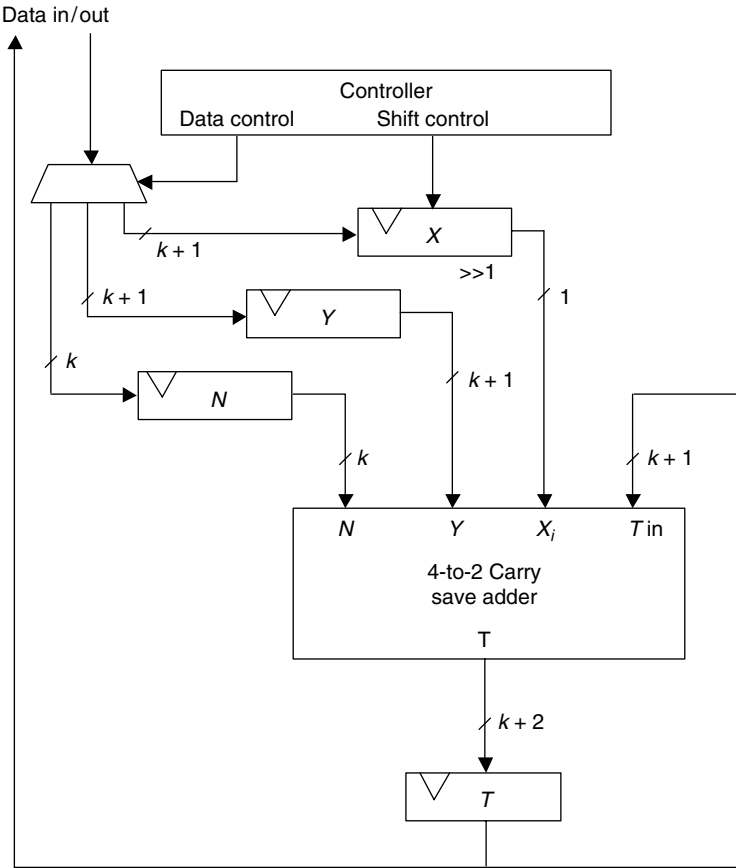 Data in/out
Controller
Data control Shift control
X
k + 1
>>1
k + 1
Y
1
k
k + 1
N
k
k + 1
N Y Xᵢ T in
4-to-2 Carry
save adder
T
k + 2
T